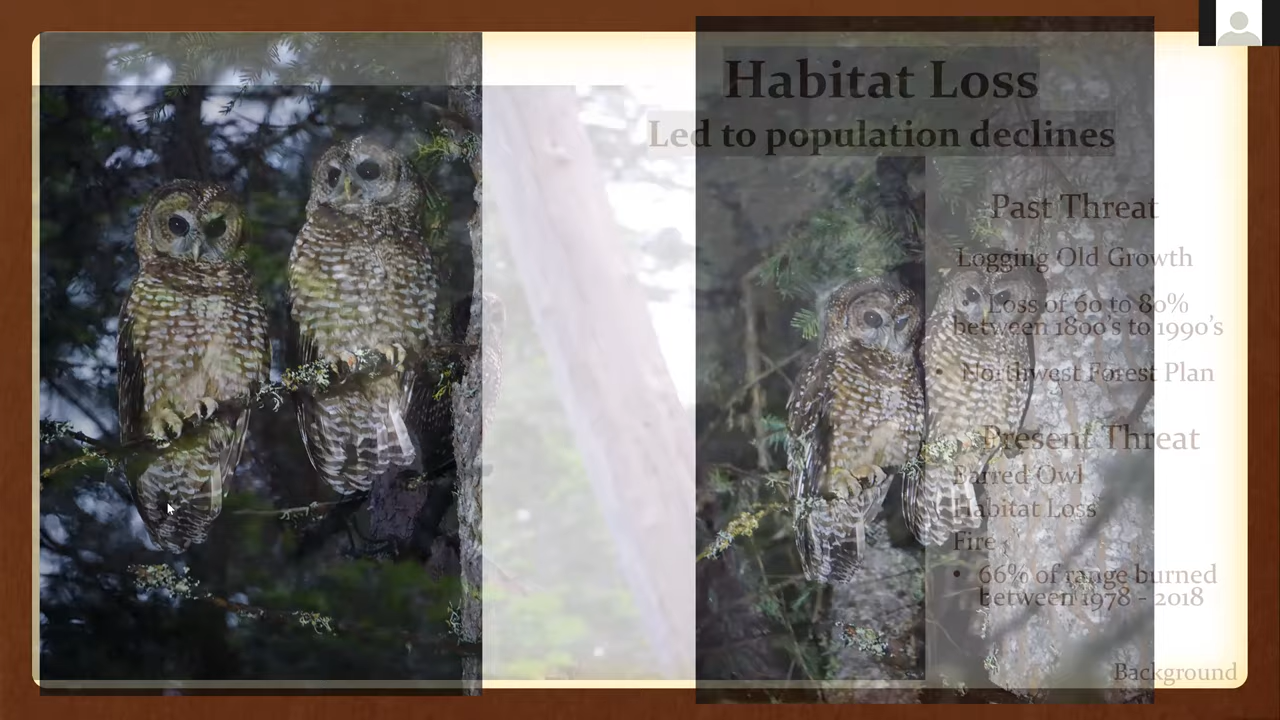 Habitat Loss
Led to population declines
Past Threat
Logging Old Growth
Loss of 60 to 80%
between 1800's to 1990's
• Northwest Forest Plan
Present Threat
Barred Owl
Habitat Loss
Fire
• 66% of range burned
between 1978 - 2018
Background